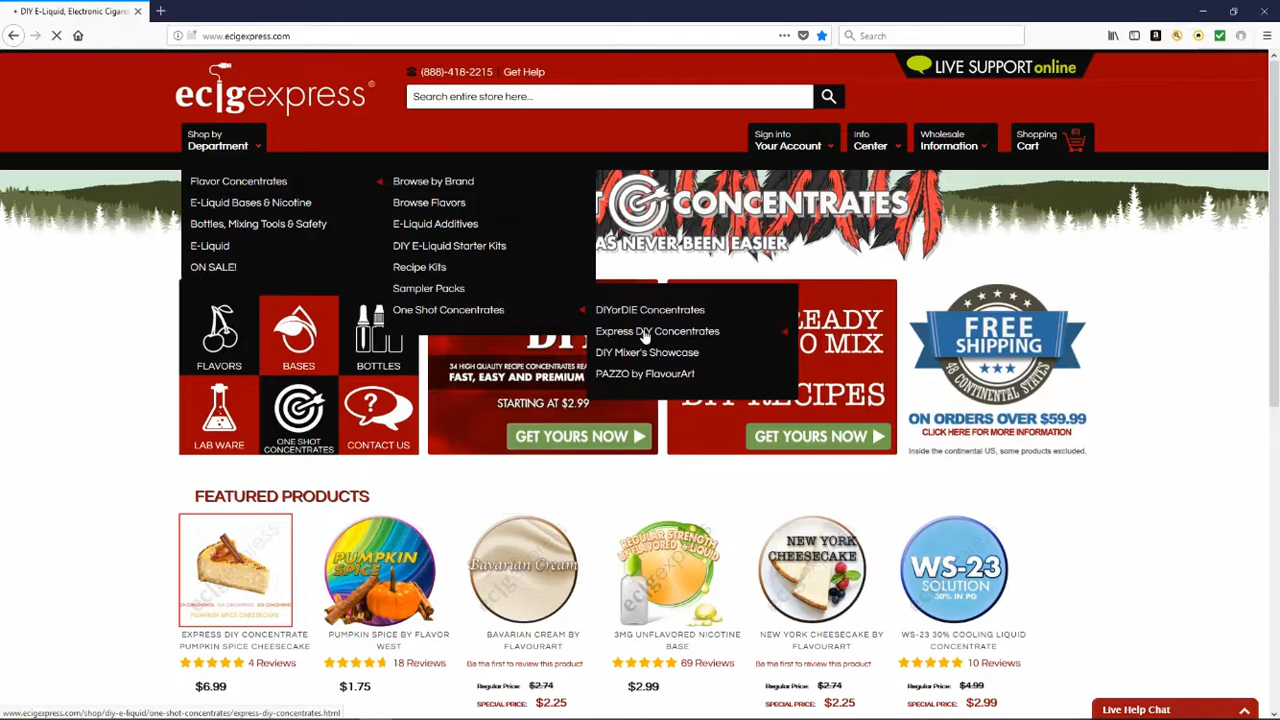 DIY E-Liquid, Electronic Cigare
www.ecigexpress.com
Search
(888)-418-2215 Get Help
LIVE SUPPORT online
ecigexpress®
Search entire store here...
Shop by
Department
Sign into
Your Account
Info
Center
Wholesale
Information
Shopping
Cart
(0)
Flavor Concentrates
E-Liquid Bases & Nicotine
Bottles, Mixing Tools & Safety
E-Liquid
ON SALE!
Browse by Brand
Browse Flavors
E-Liquid Additives
DIY E-Liquid Starter Kits
Recipe Kits
Sampler Packs
One Shot Concentrates
DIYorDIE Concentrates
Express DIY Concentrates
DIY Mixer's Showcase
PAZZO by FlavourArt
CONCENTRATES
AS NEVER BEEN EASIER
FLAVORS
BASES
BOTTLES
LAB WARE
ONE SHOT
CONCENTRATES
CONTACT US
34 HIGH QUALITY RECIPE CONCENTRATES REA
FAST, EASY AND PREMIUM
STARTING AT $2.99
GET YOURS NOW
EADY
O MIX
DIY RECIPES
GET YOURS NOW
FREE
SHIPPING
48 CONTINENTAL STATES
ON ORDERS OVER $59.99
CLICK HERE FOR MORE INFORMATION
Inside the continental US, some products excluded.
FEATURED PRODUCTS
PUMPKIN SPICE CHEESECAKE
PUMPKIN
SPICE
Bavarian Cream
REGULAR STRENGTH
UNFLAVORED LIQUID
NEW YORK
CHEESECAKE
WS-23
SOLUTION
30% IN PG
EXPRESS DIY CONCENTRATE
PUMPKIN SPICE CHEESECAKE
4 Reviews
$6.99
PUMPKIN SPICE BY FLAVOR
WEST
18 Reviews
$1.75
BAVARIAN CREAM BY
FLAVOURART
Be the first to review this product
Regular Price: $2.74
SPECIAL PRICE: $2.25
3MG UNFLAVORED NICOTINE
BASE
69 Reviews
$2.99
NEW YORK CHEESECAKE BY
FLAVOURART
Be the first to review this product
Regular Price: $2.74
SPECIAL PRICE: $2.25
WS-23 30% COOLING LIQUID
CONCENTRATE
10 Reviews
Regular Price: $4.99
SPECIAL PRICE: $2.99
www.ecigexpress.com/shop/diy-e-liquid/one-shot-concentrates/express-diy-concentrates.html
Live Help Chat